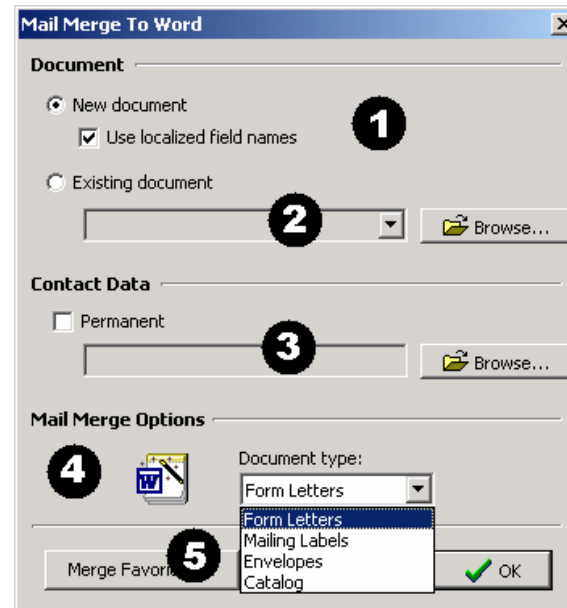 Mail Merge To Word
Document
New document
1
Use localized field names
Existing document
2
Browse...
Contact Data
Permanent
3
Browse...
Mail Merge Options
4
W
Document type:
Form Letters
Form Letters
Mailing Labels
Envelopes
Catalog
Merge
5
OK